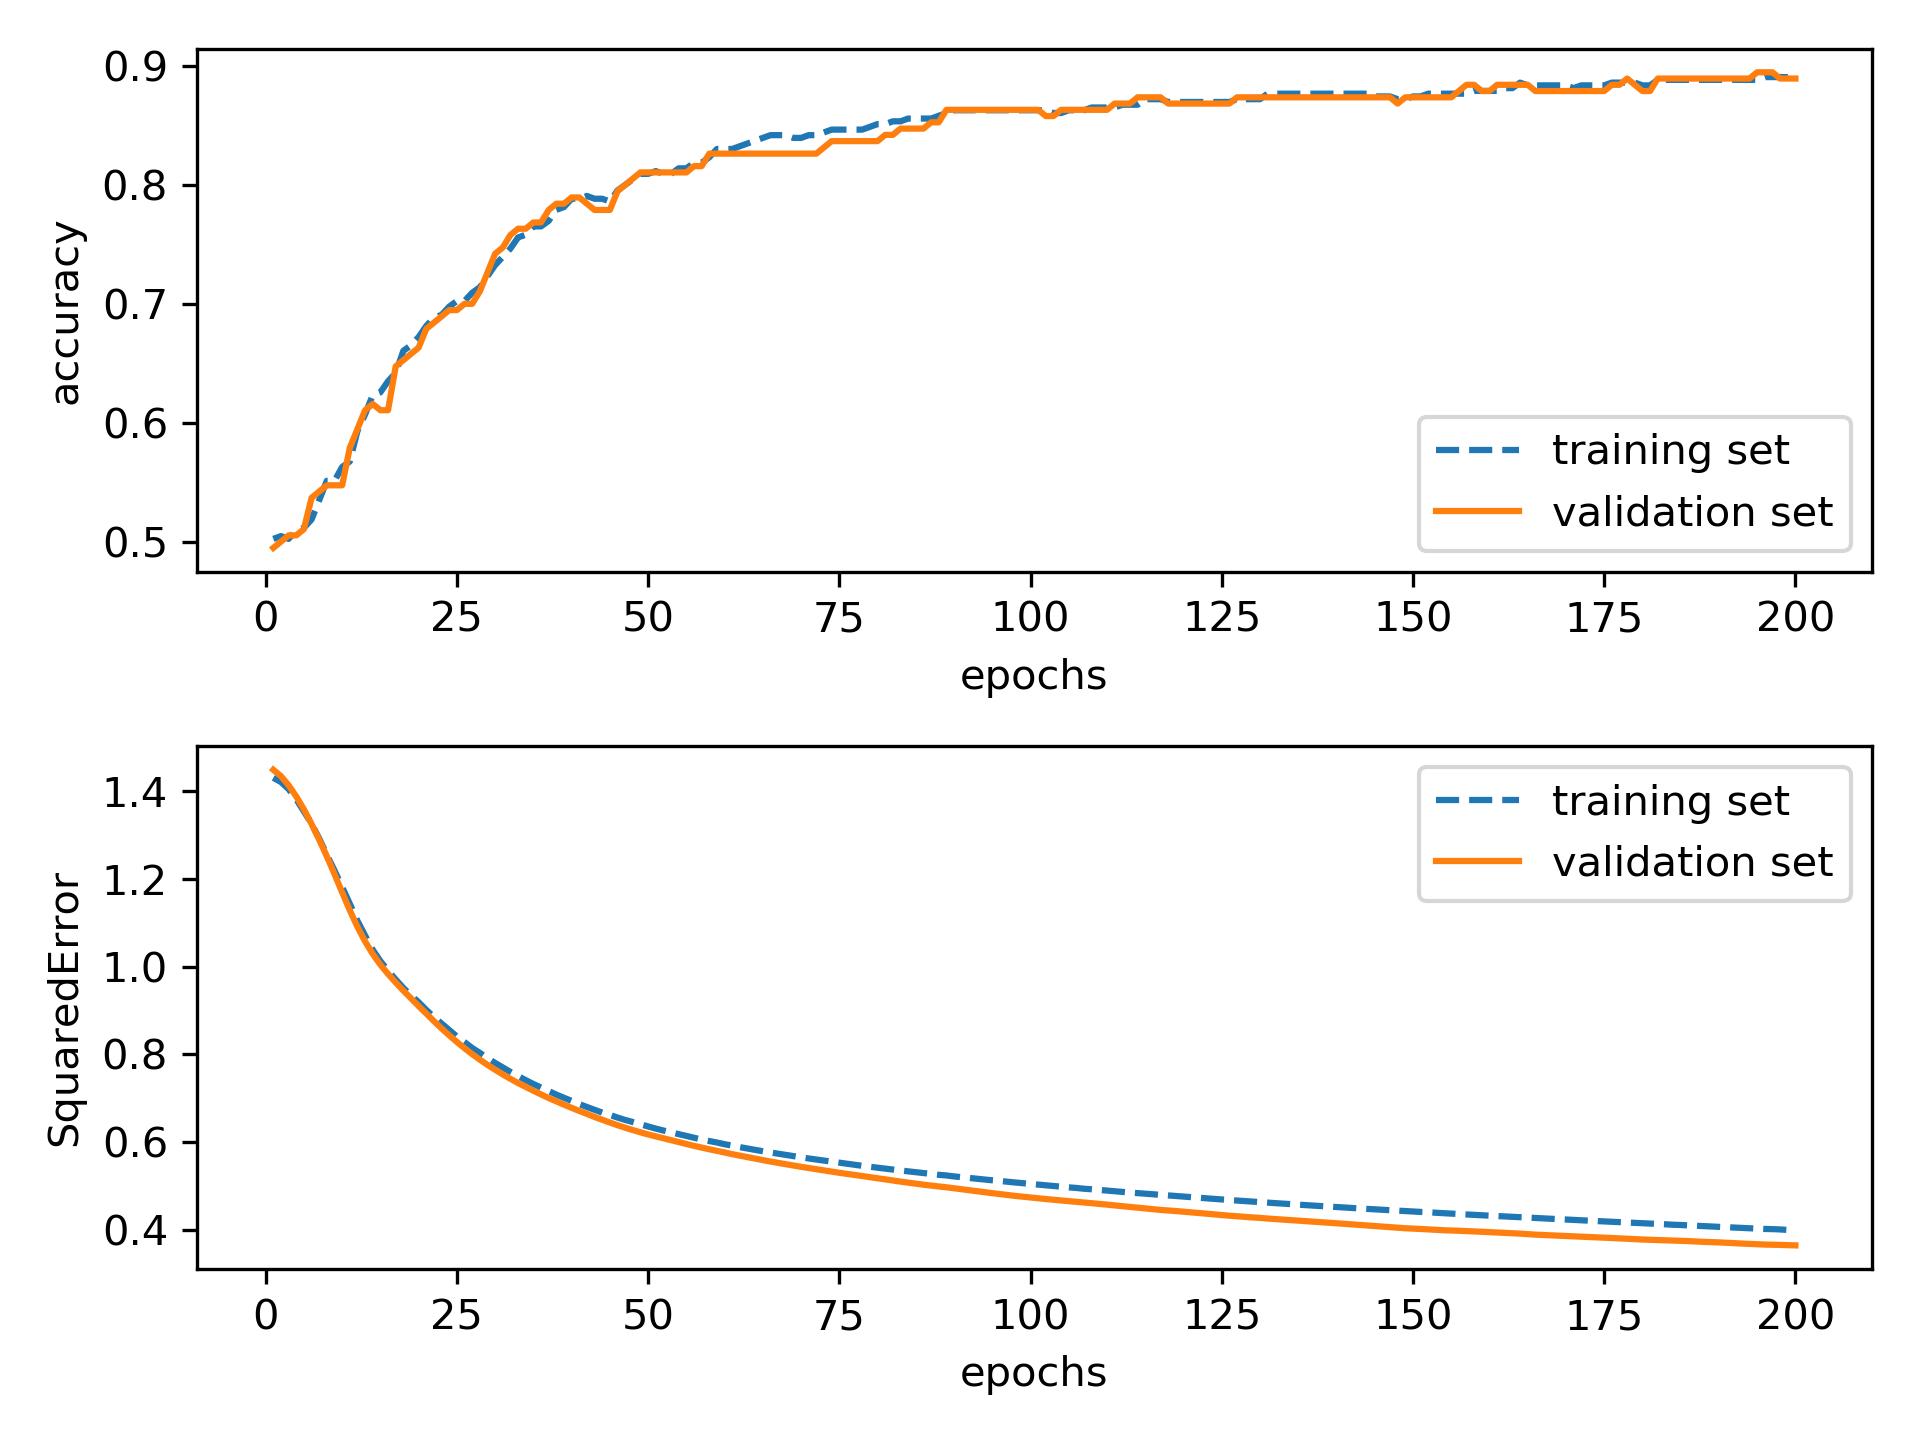 0.9
0.8
0.7
0.6
0.5
accuracy
0 25 50 75 100 125 150 175 200
epochs
training set
validation set
1.4
1.2
1.0
0.8
0.6
0.4
SquaredError
0 25 50 75 100 125 150 175 200
epochs
training set
validation set